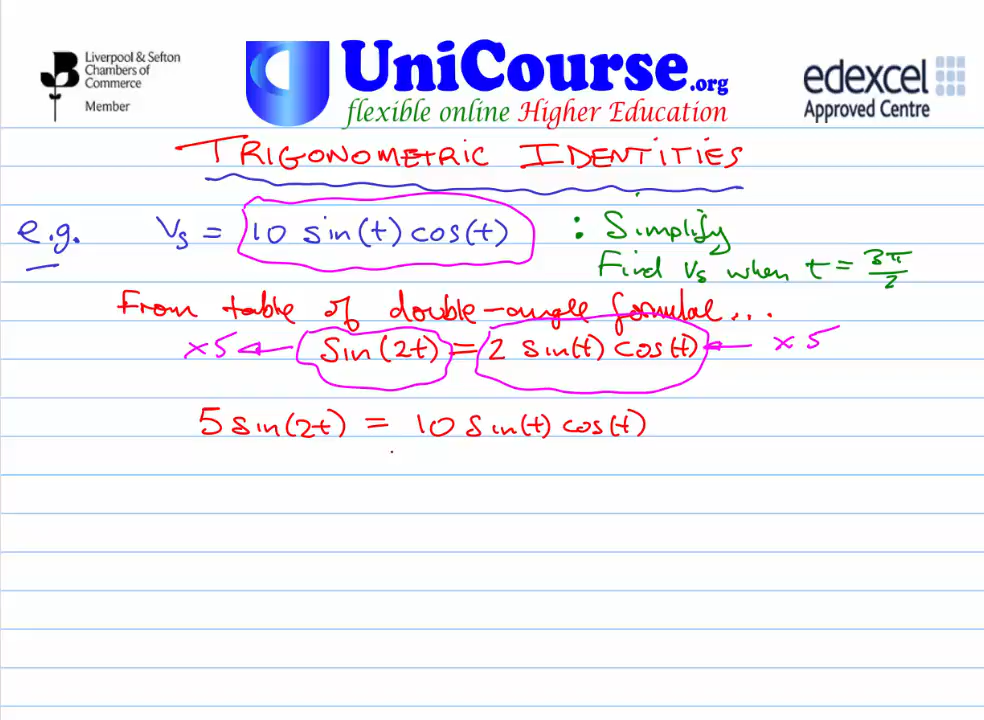 Liverpool & Sefton
Chambers of
Commerce
Member
UniCourse.org
flexible online Higher Education
edexcel
Approved Centre
TRIGONOMETRIC IDENTITIES
e.g. Vs = 10 sin(t) cos(t) : Simplify
Find Vs when t = 3π/2
From table of double-angle formulae...
×5 ← Sin(2t) = 2 sin(t) cos(t) ← ×5
5 sin(2t) = 10 sin(t) cos(t)